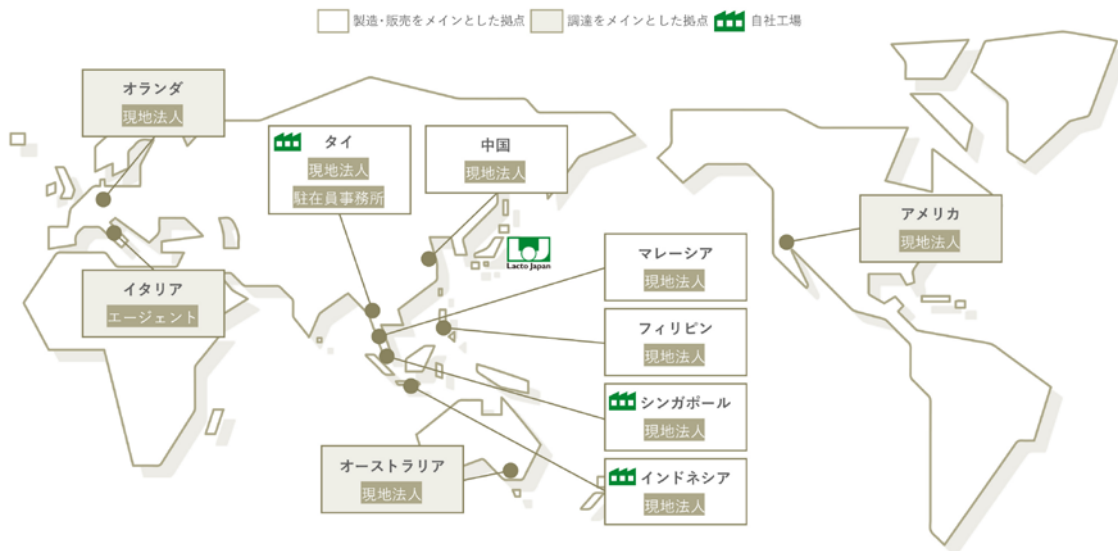 製造・販売をメインとした拠点
調達をメインとした拠点
自社工場
オランダ
現地法人
タイ
現地法人
駐在員事務所
中国
現地法人
アメリカ
現地法人
Lacto Japan
マレーシア
現地法人
イタリア
エージェント
フィリピン
現地法人
シンガポール
現地法人
オーストラリア
現地法人
インドネシア
現地法人